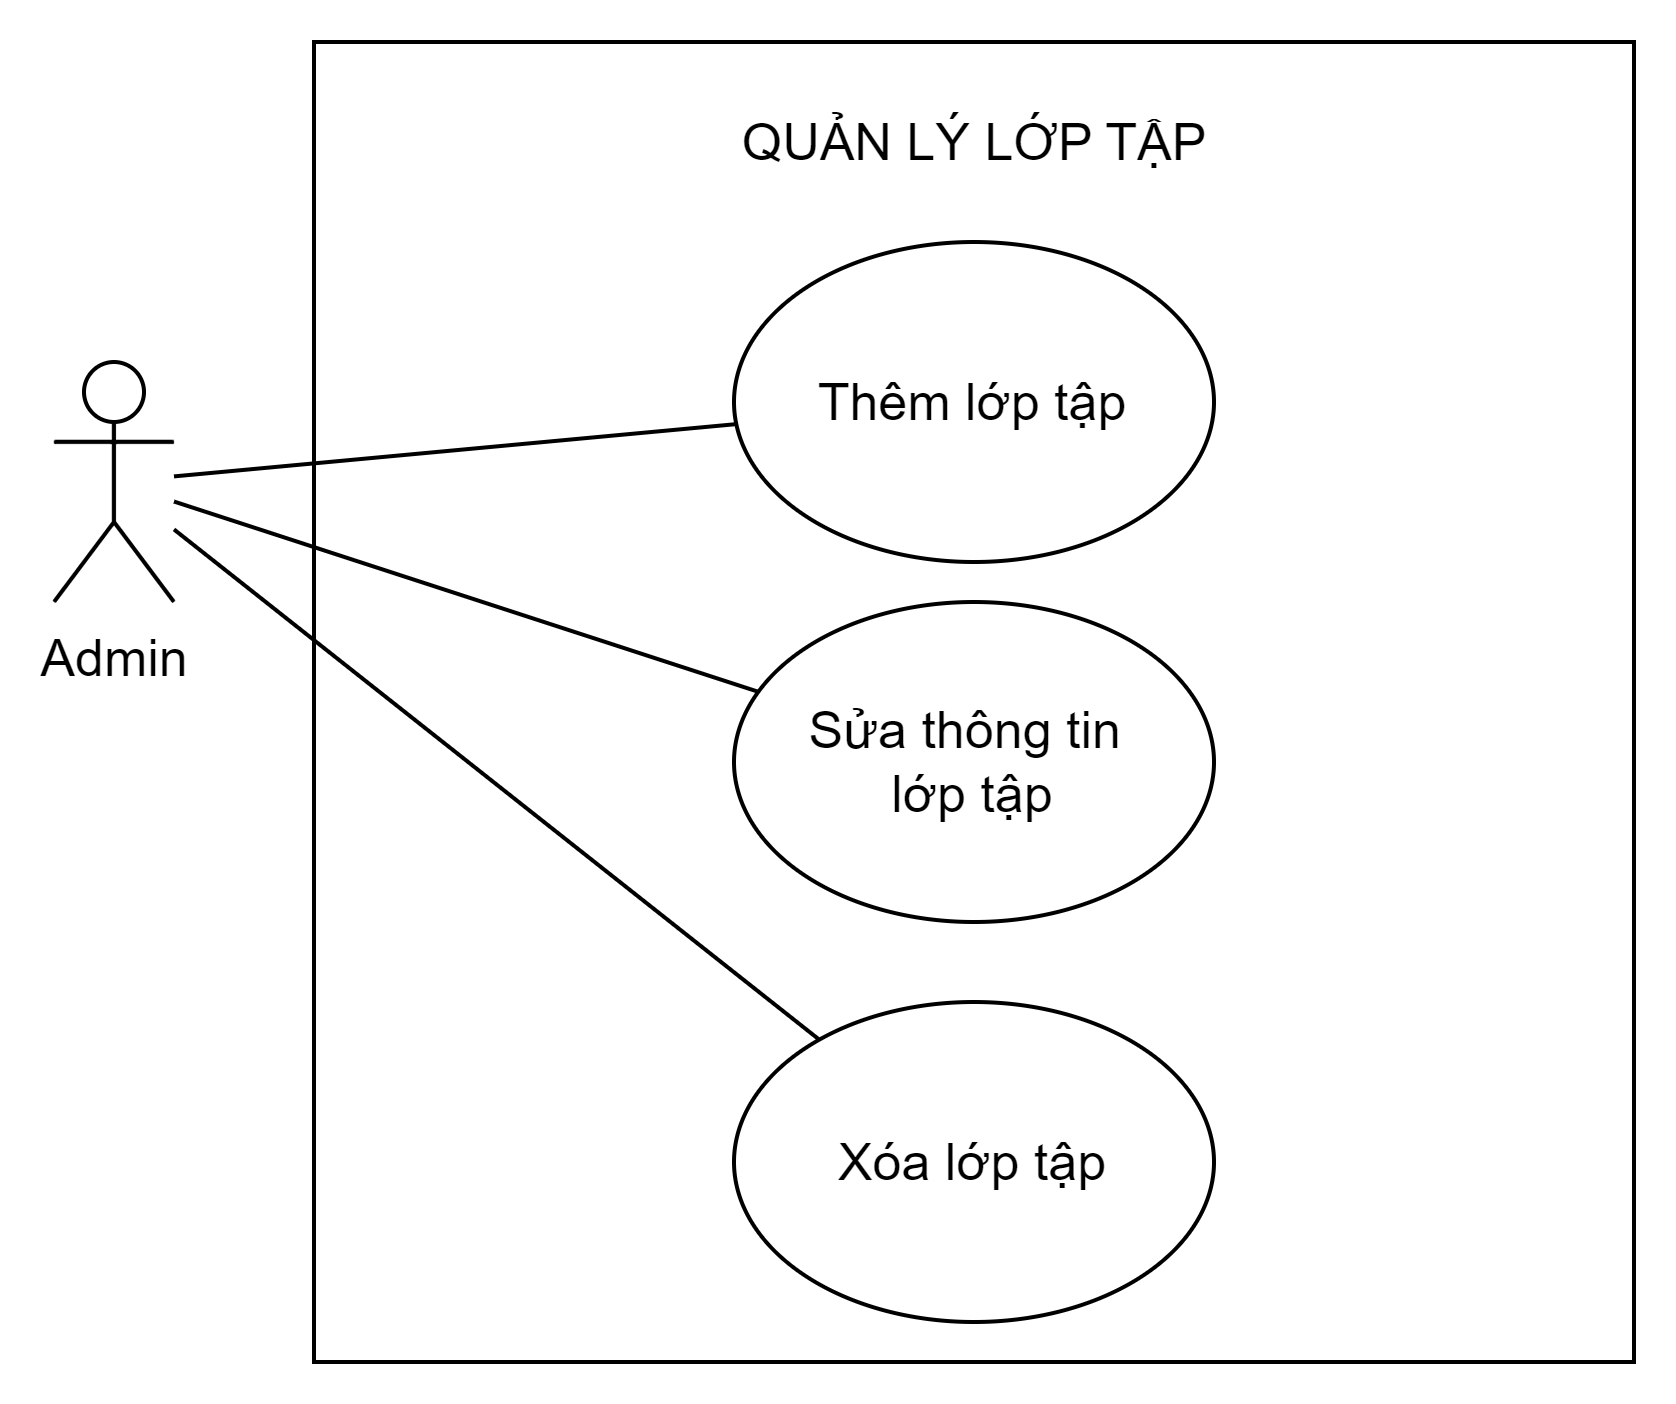 QUẢN LÝ LỚP TẬP
Thêm lớp tập
Admin
Sửa thông tin
lớp tập
Xóa lớp tập